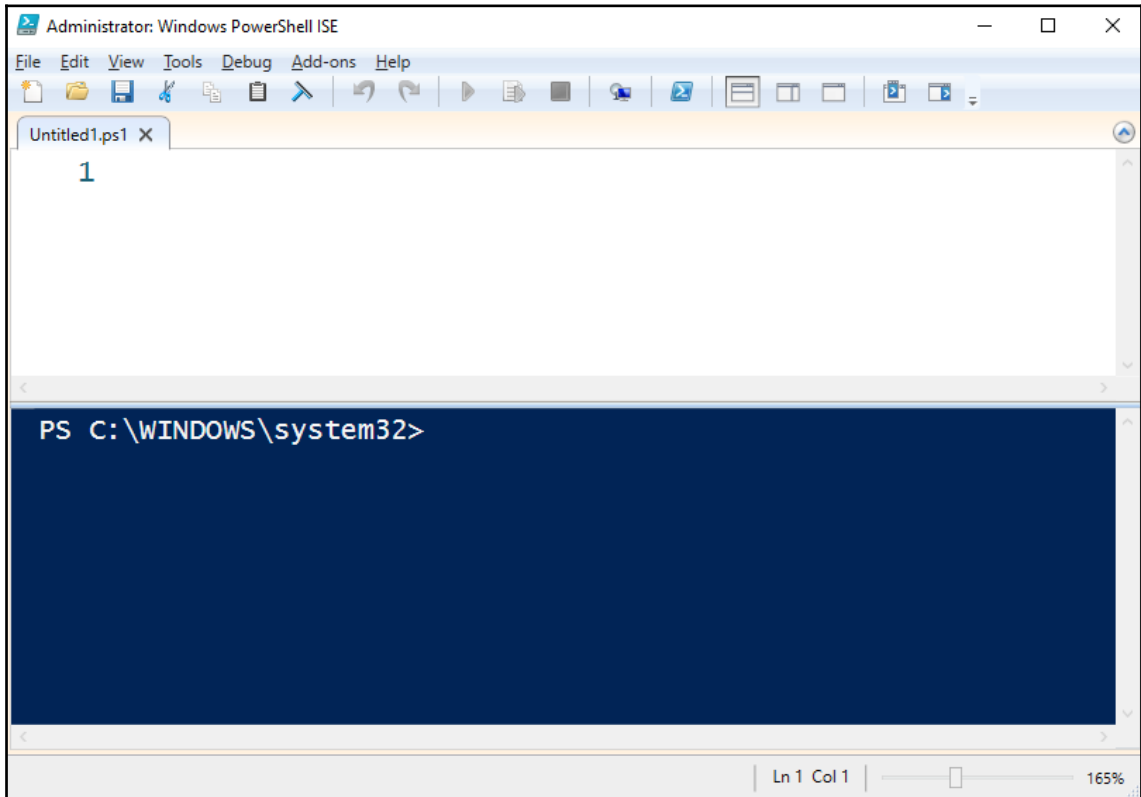 Administrator: Windows PowerShell ISE
File Edit View Tools Debug Add-ons Help
Untitled1.ps1
1
PS C:\WINDOWS\system32>
Ln 1 Col 1 165%